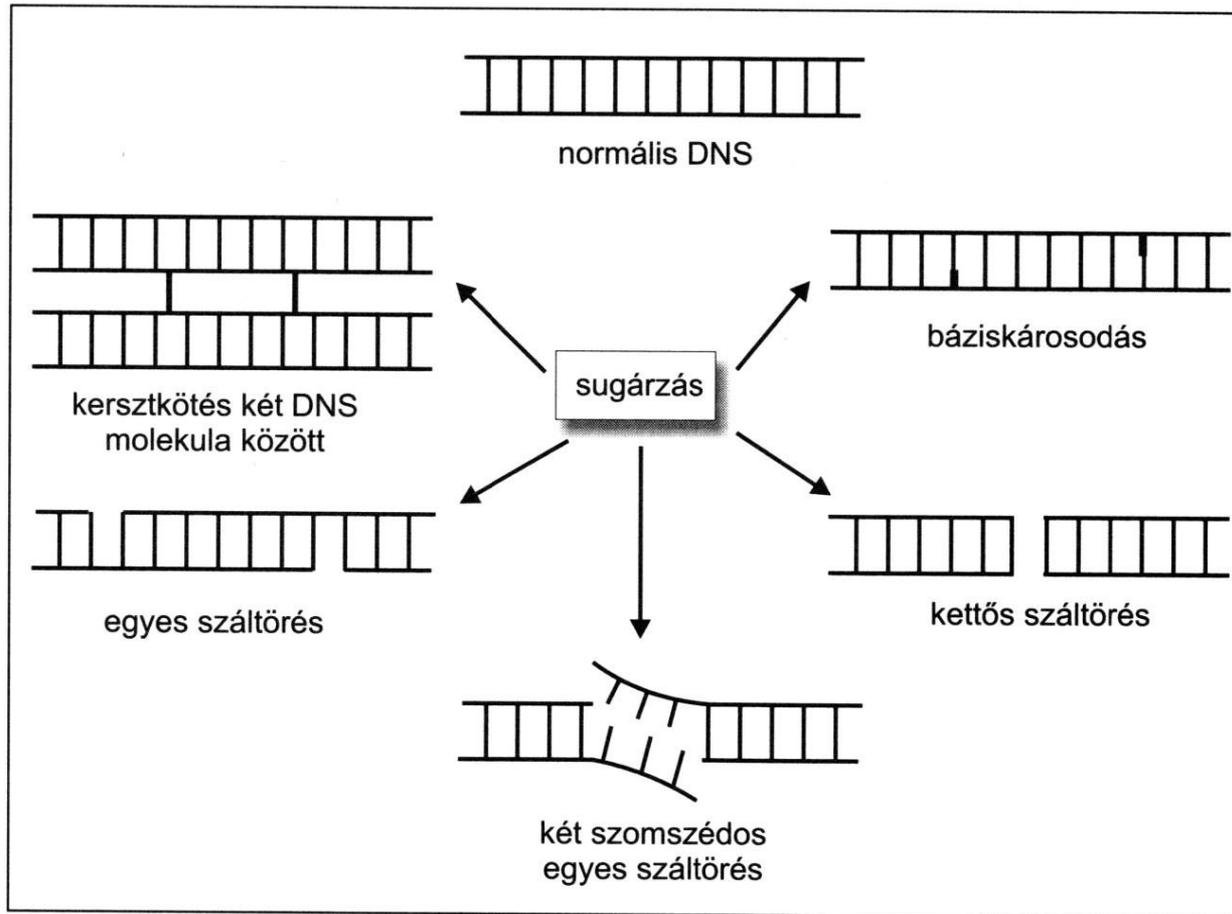 normális DNS
kersztkötés két DNS
molekula között
báziskárosodás
sugárzás
egyes száltörés
kettős száltörés
két szomszédos
egyes száltörés